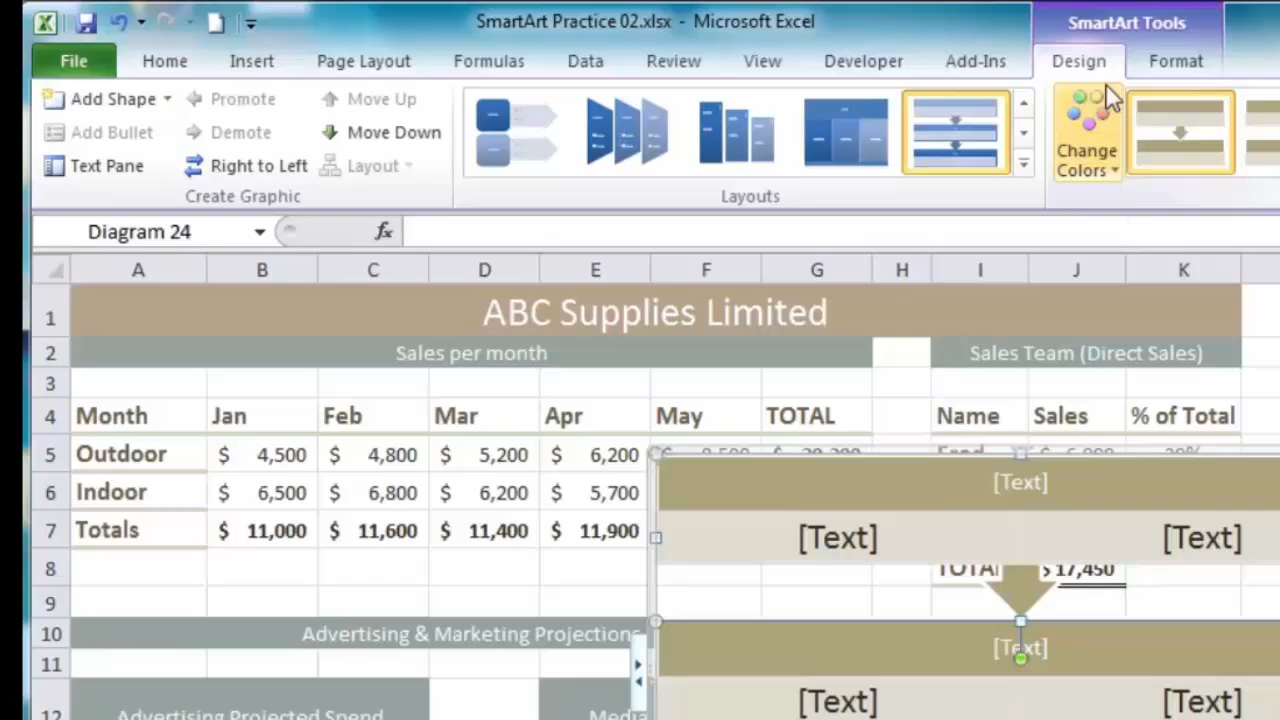 SmartArt Practice 02.xlsx - Microsoft Excel
SmartArt Tools
File Home Insert Page Layout Formulas Data Review View Developer Add-Ins Design Format
Add Shape Promote Move Up
Add Bullet Demote Move Down
Text Pane Right to Left Layout
Change
Colors
Create Graphic Layouts
Diagram 24 fx
A B C D E F G H I J K
1 ABC Supplies Limited
2 Sales per month Sales Team (Direct Sales)
3
4 Month Jan Feb Mar Apr May TOTAL Name Sales % of Total
5 Outdoor $ 4,500 $ 4,800 $ 5,200 $ 6,200
[Text]
6 Indoor $ 6,500 $ 6,800 $ 6,200 $ 5,700
7 Totals $ 11,000 $ 11,600 $ 11,400 $ 11,900 [Text] [Text]
8 TOTAL $ 17,450
9
10 Advertising & Marketing Projections
[Text]
11
12 Advertising Projected Spend Media [Text] [Text]